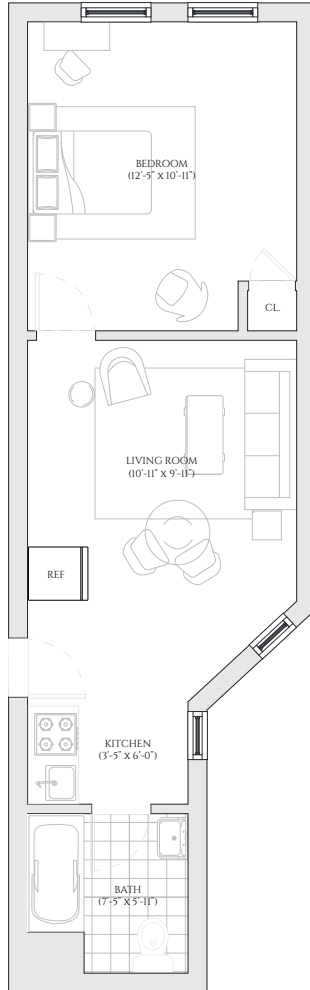 BEDROOM
(12'-5" X 10'-11")
CL.
LIVING ROOM
(10'-11" X 9'-11")
REF
KITCHEN
(3'-5" X 6'-0")
BATH
(7'-5" X 5'-11")